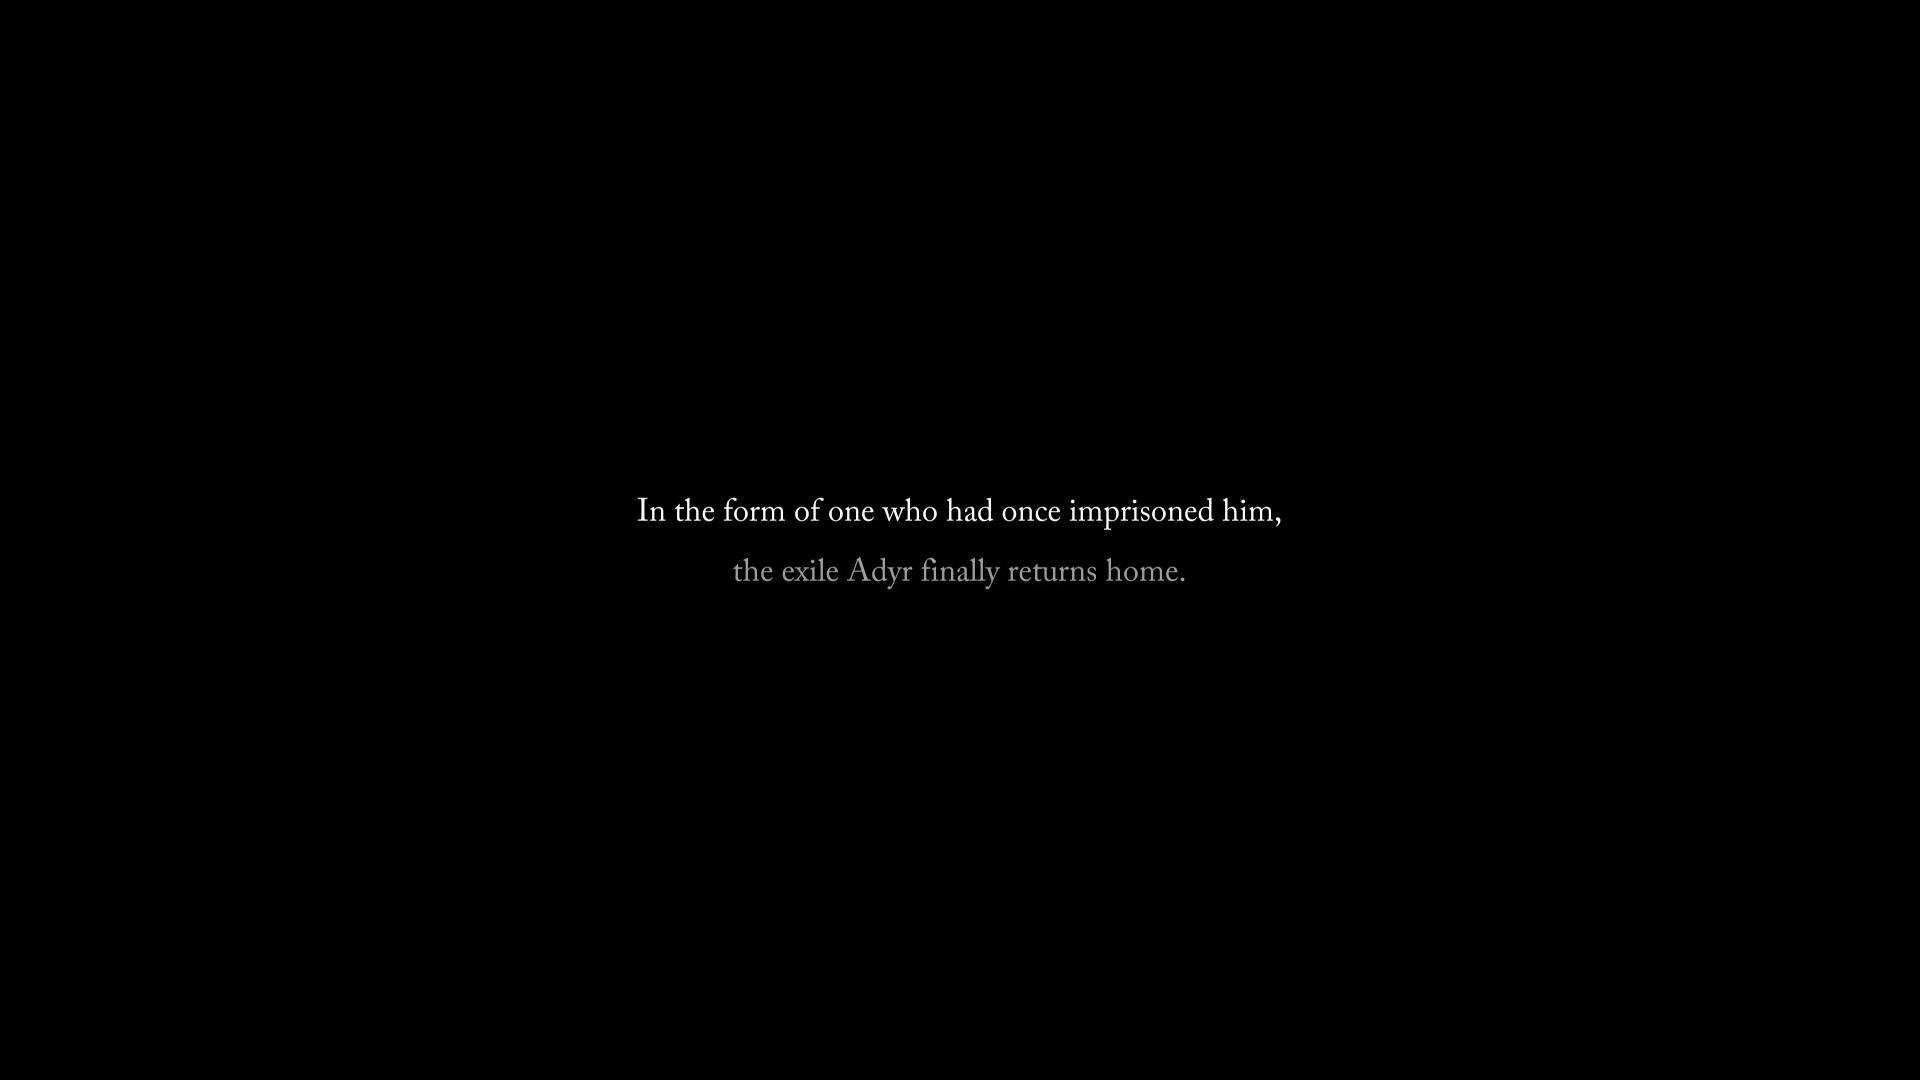 In the form of one who had once imprisoned him,
the exile Adyr finally returns home.